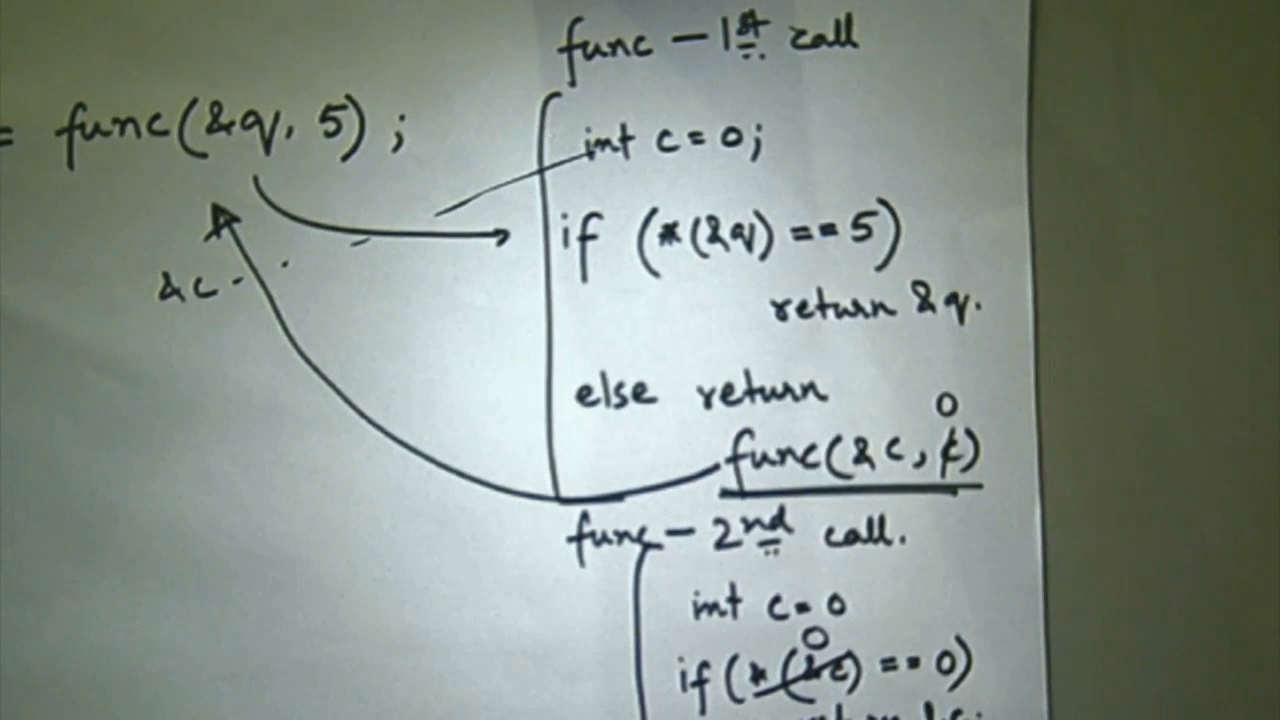 func - 1st call
= func(&q, 5);
int c = 0;
if (*(&q) == 5)
return &q.
&c.
else return
0
func(&c, c)
func - 2nd call.
int c = 0
0
if (*(&c) == 0)